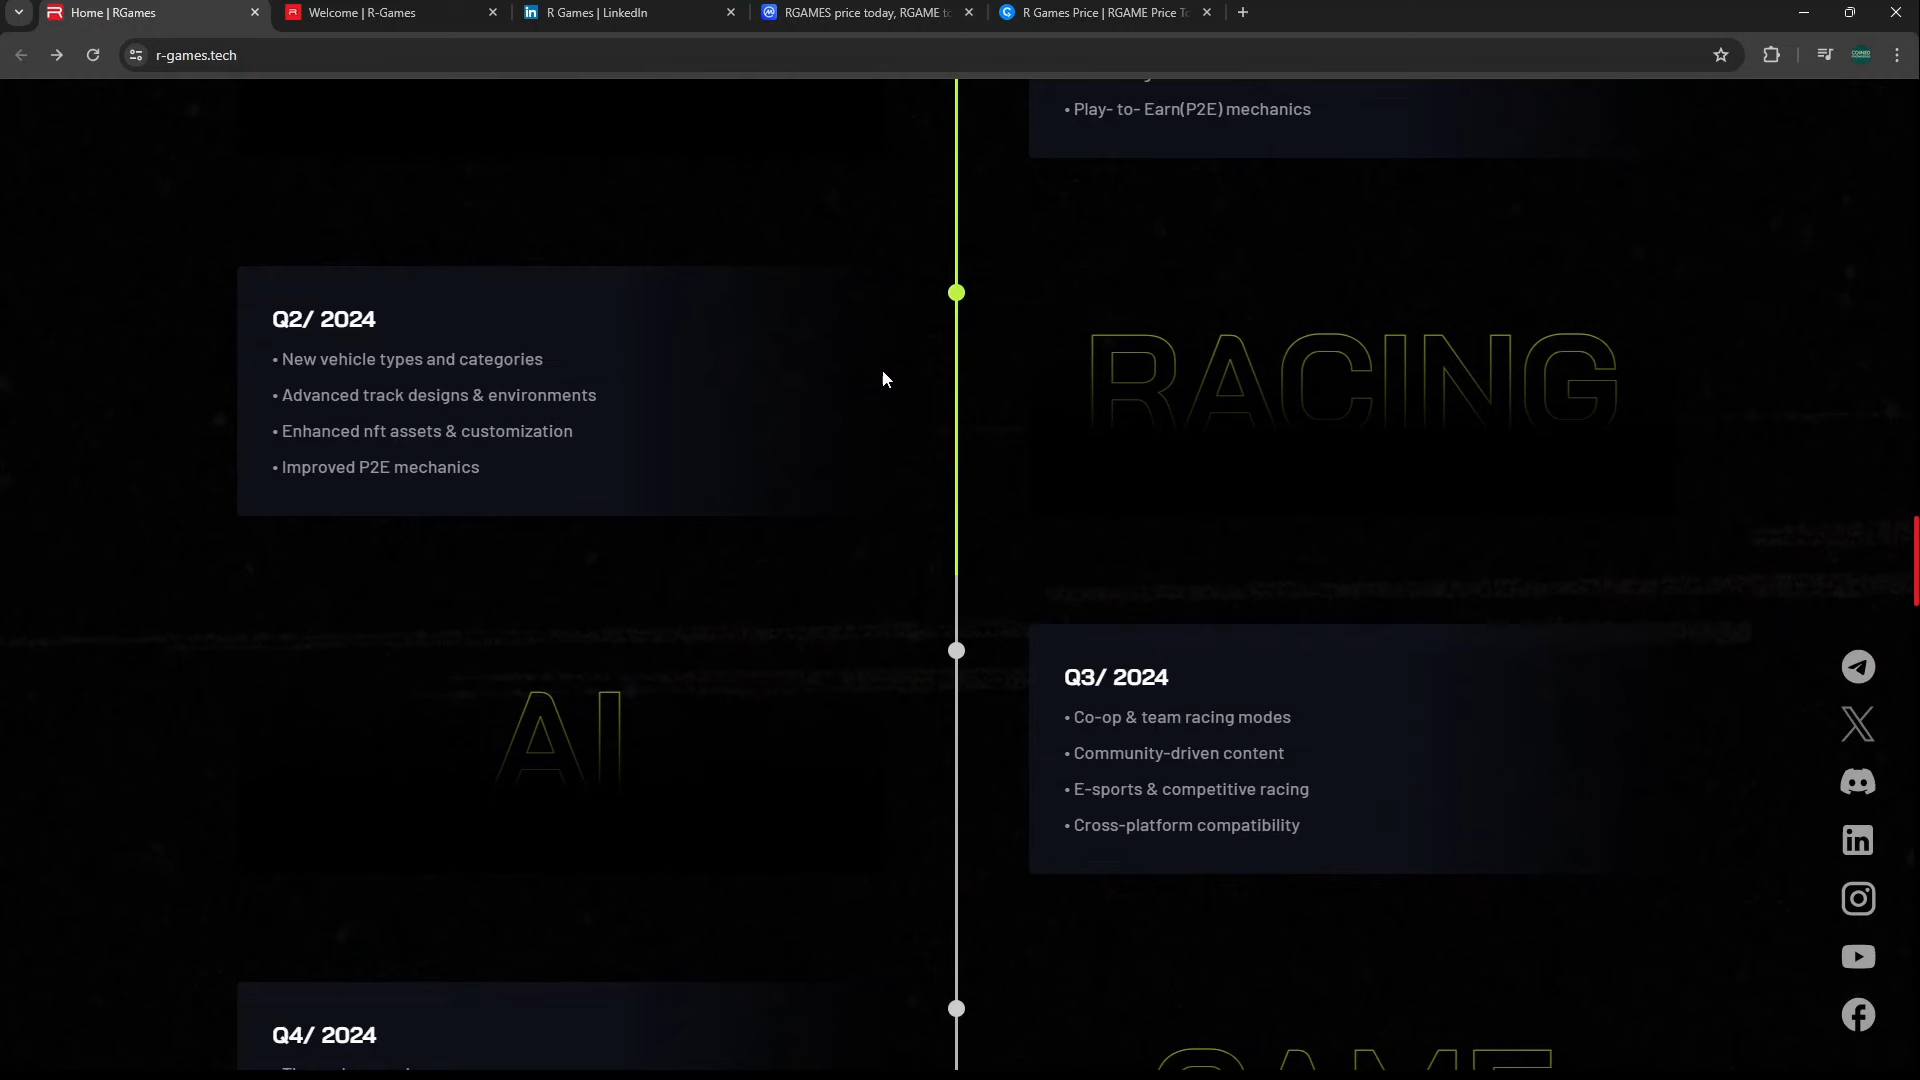 Home | RGames
Welcome | R-Games
R Games | LinkedIn
RGAMES price today, RGAME to
R Games Price | RGAME Price To
r-games.tech
• Play- to- Earn(P2E) mechanics
Q2/ 2024
• New vehicle types and categories
• Advanced track designs & environments
• Enhanced nft assets & customization
• Improved P2E mechanics
RACING
AI
Q3/ 2024
• Co-op & team racing modes
• Community-driven content
• E-sports & competitive racing
• Cross-platform compatibility
Q4/ 2024
GAME